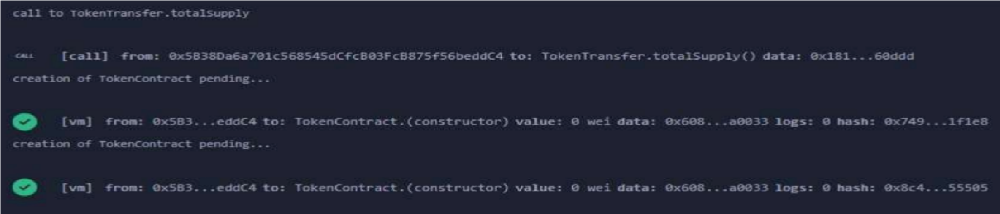 call to TokenTransfer.totalSupply
CALL [call] from: 0x5B38Da6a701c568545dCfcB03FcB875f56beddC4 to: TokenTransfer.totalSupply() data: 0x181...60ddd
creation of TokenContract pending...
[vm] from: 0x5B3...eddC4 to: TokenContract.(constructor) value: 0 wei data: 0x608...a0033 logs: 0 hash: 0x749...1f1e8
creation of TokenContract pending...
[vm] from: 0x5B3...eddC4 to: TokenContract.(constructor) value: 0 wei data: 0x608...a0033 logs: 0 hash: 0x8c4...55505